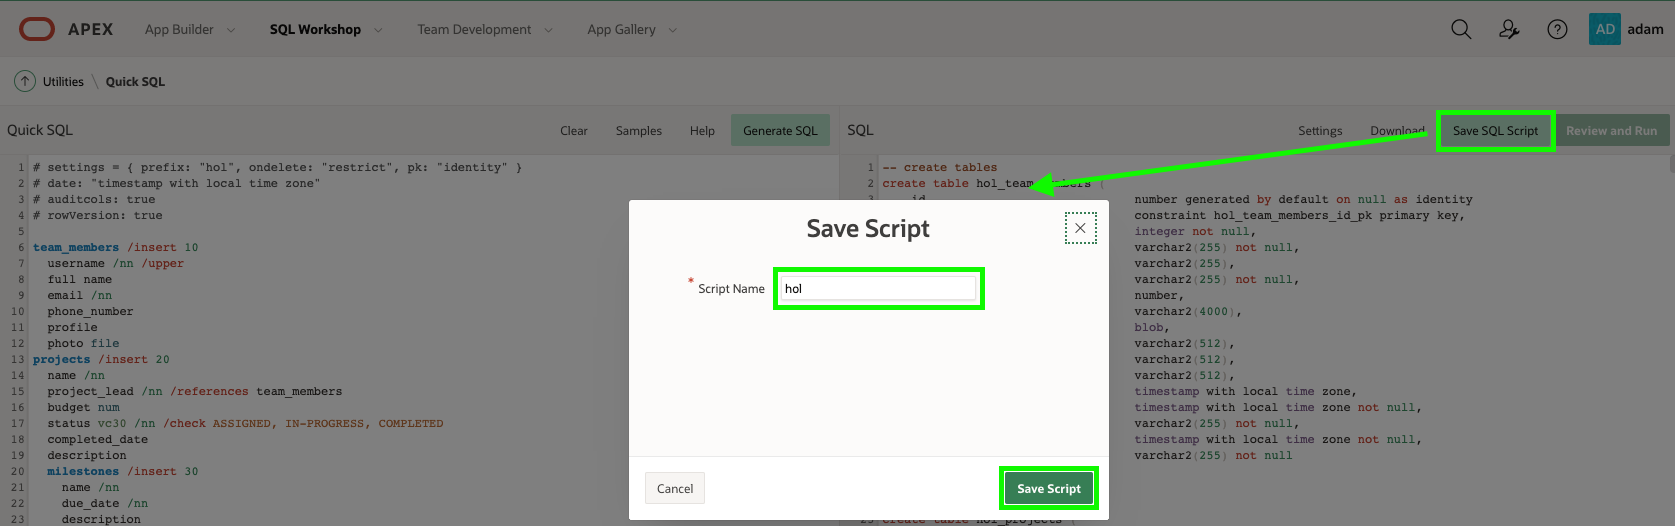 APEX App Builder SQL Workshop Team Development App Gallery AD adam
Utilities \ Quick SQL
Quick SQL Clear Samples Help Generate SQL
1 # settings = { prefix: "hol", ondelete: "restrict", pk: "identity" }
2 # date: "timestamp with local time zone"
3 # auditcols: true
4 # rowVersion: true
5
6 team_members /insert 10
7 username /nn /upper
8 full name
9 email /nn
10 phone_number
11 profile
12 photo file
13 projects /insert 20
14 name /nn
15 project_lead /nn /references team_members
16 budget num
17 status vc30 /nn /check ASSIGNED, IN-PROGRESS, COMPLETED
18 completed_date
19 description
20 milestones /insert 30
21 name /nn
22 due_date /nn
23 description
SQL Settings Download Save SQL Script Review and Run
1 -- create tables
2 create table hol_team_members (
3 id
number generated by default on null as identity
constraint hol_team_members_id_pk primary key,
integer not null,
varchar2(255) not null,
varchar2(255),
varchar2(255) not null,
number,
varchar2(4000),
blob,
varchar2(512),
varchar2(512),
varchar2(512),
timestamp with local time zone,
timestamp with local time zone not null,
varchar2(255) not null,
timestamp with local time zone not null,
varchar2(255) not null
create table hol_projects (
Save Script
* Script Name hol
Cancel Save Script